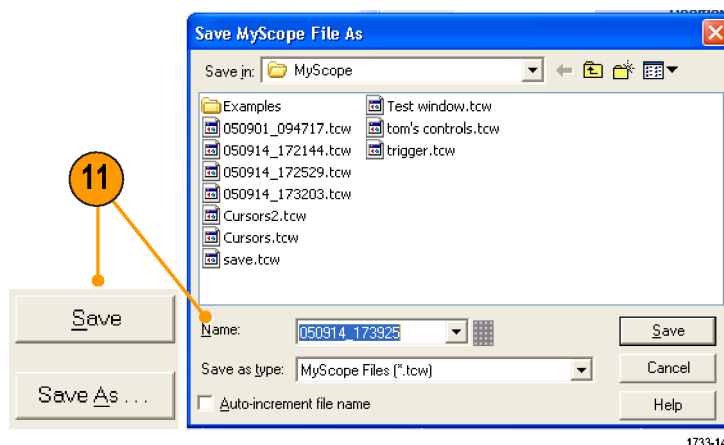 Save MyScope File As
Save in: MyScope
Examples
050901_094717.tcw
050914_172144.tcw
050914_172529.tcw
050914_173203.tcw
Cursors2.tcw
Cursors.tcw
save.tcw
Test window.tcw
tom's controls.tcw
trigger.tcw
11
Save
Save As . . .
Name: 050914_173925
Save
Save as type: MyScope Files (*.tcw)
Cancel
Auto-increment file name
Help